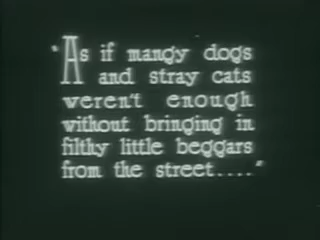 "As if mangy dogs
and stray cats
weren't enough
without bringing in
filthy little beggars
from the street...."